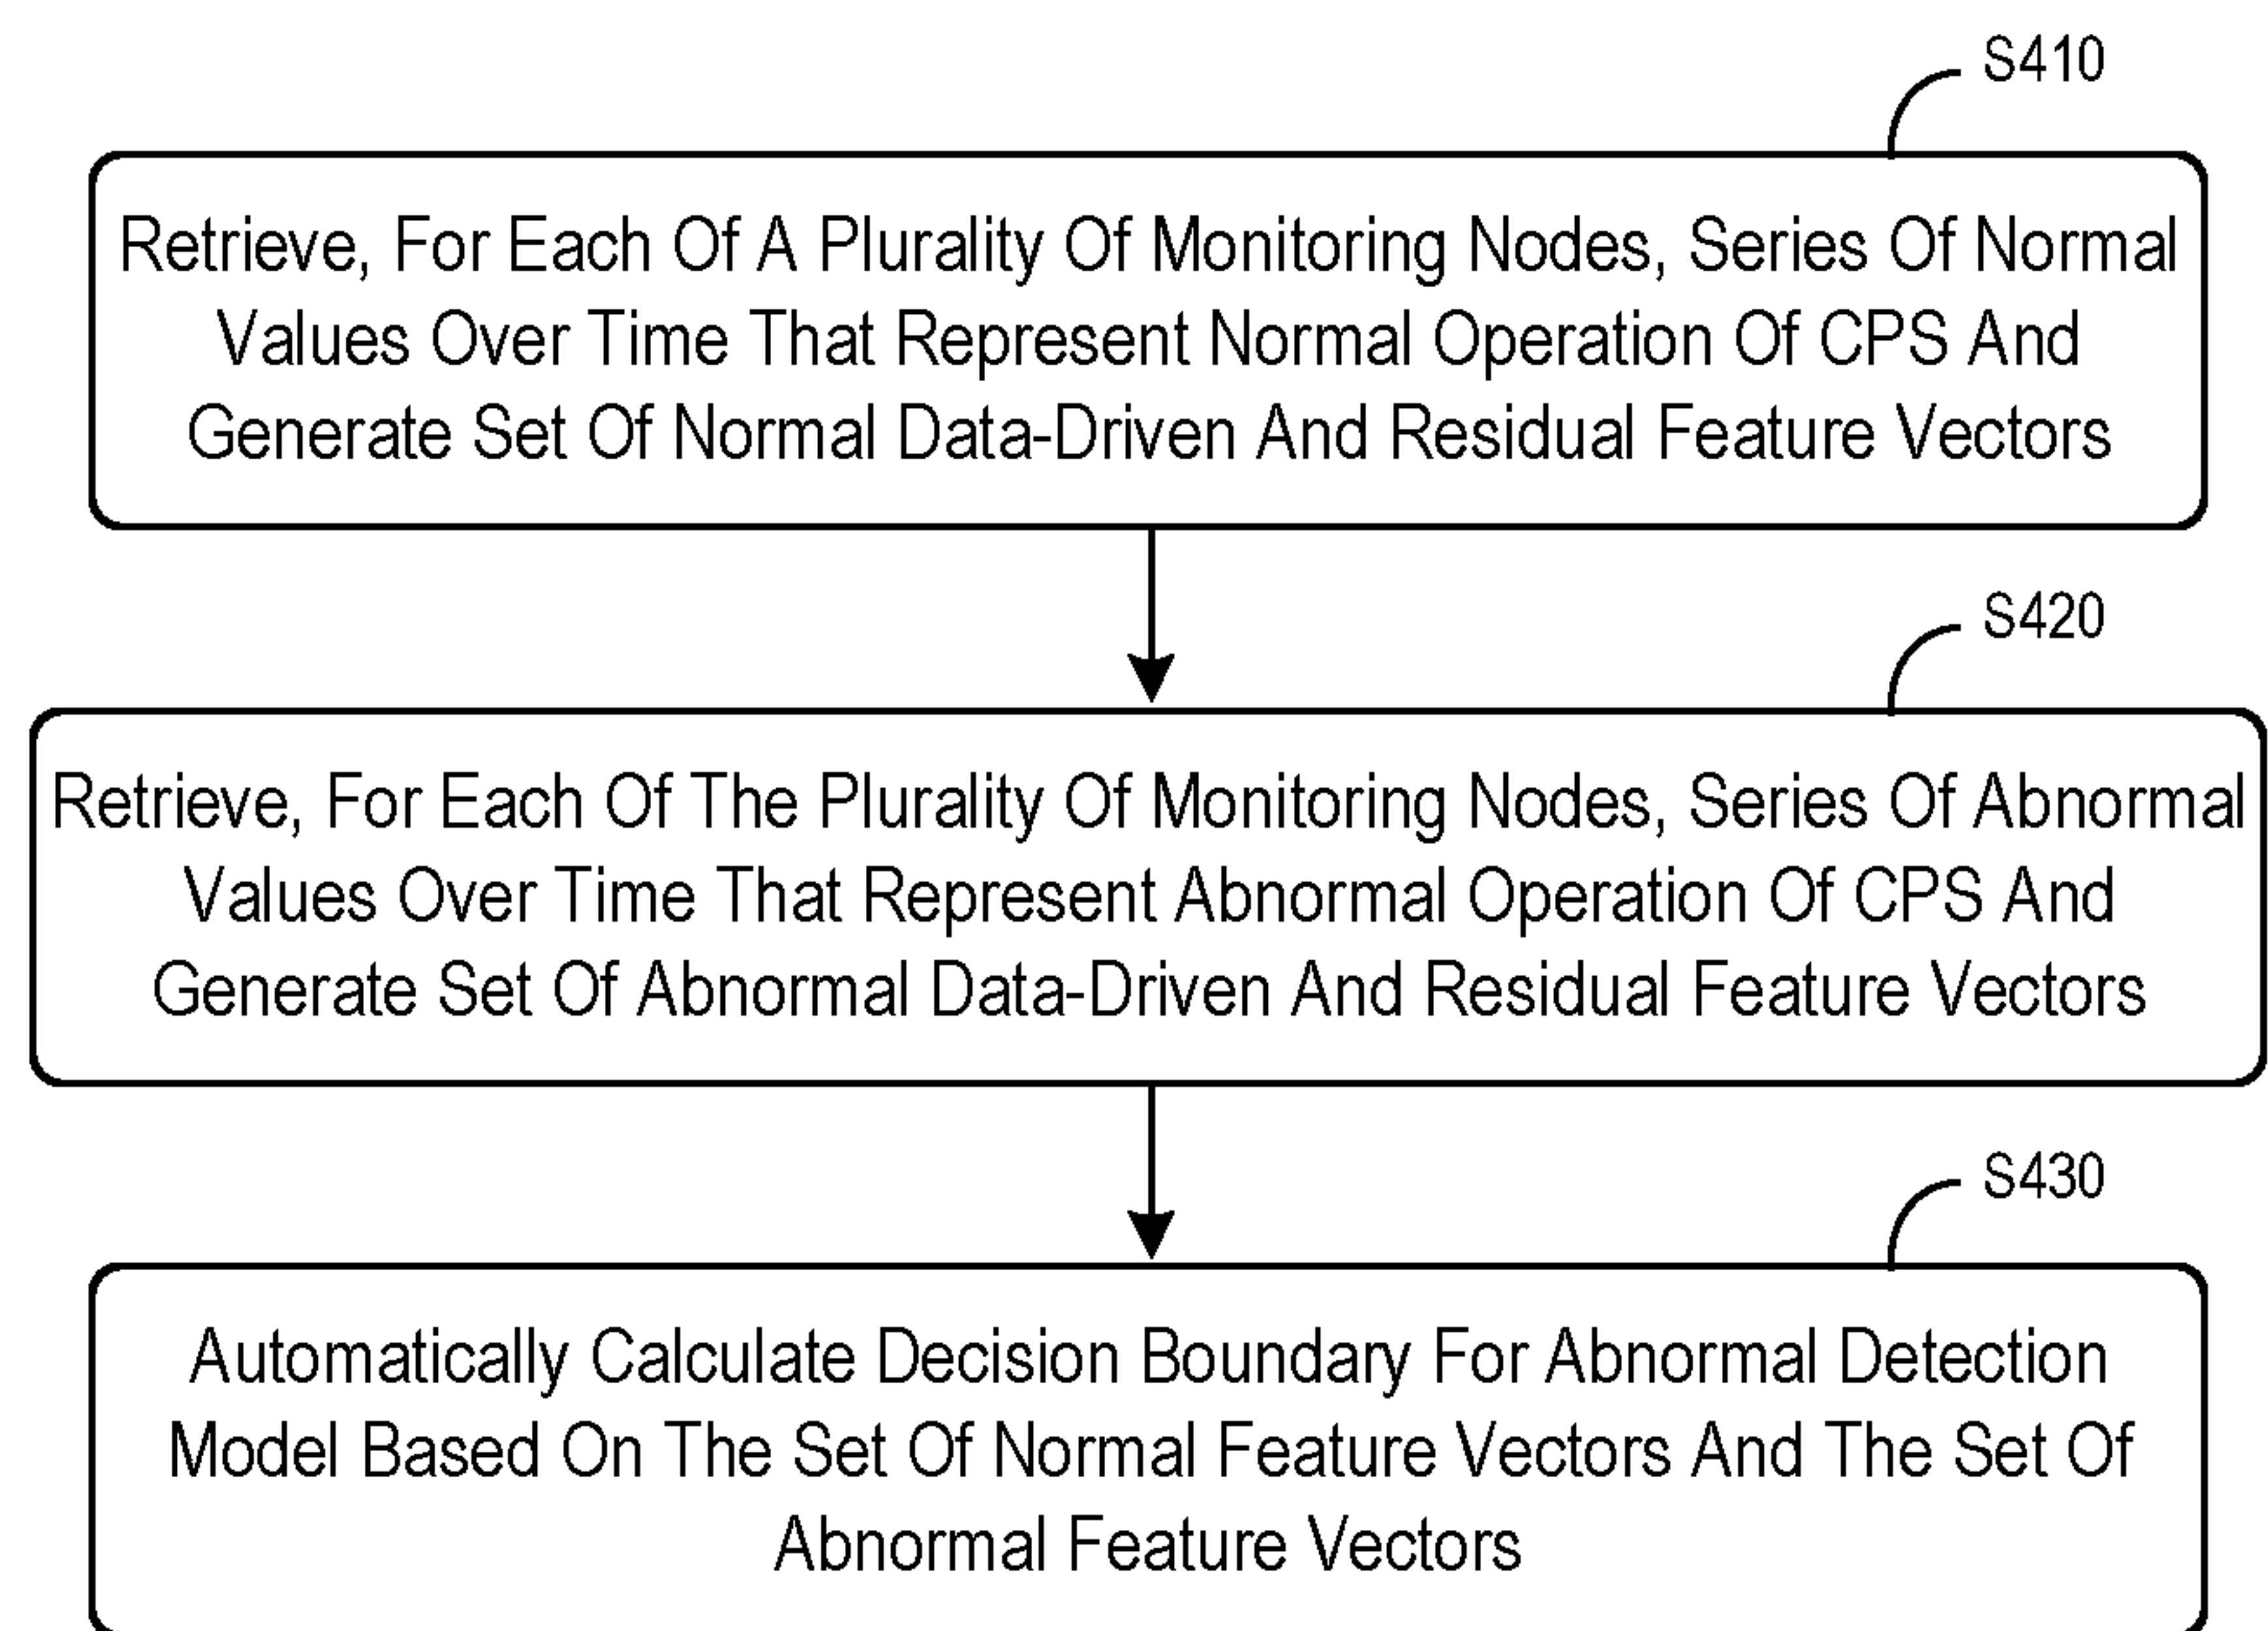 S410
Retrieve, For Each Of A Plurality Of Monitoring Nodes, Series Of Normal
Values Over Time That Represent Normal Operation Of CPS And
Generate Set Of Normal Data-Driven And Residual Feature Vectors
S420
Retrieve, For Each Of The Plurality Of Monitoring Nodes, Series Of Abnormal
Values Over Time That Represent Abnormal Operation Of CPS And
Generate Set Of Abnormal Data-Driven And Residual Feature Vectors
S430
Automatically Calculate Decision Boundary For Abnormal Detection
Model Based On The Set Of Normal Feature Vectors And The Set Of
Abnormal Feature Vectors